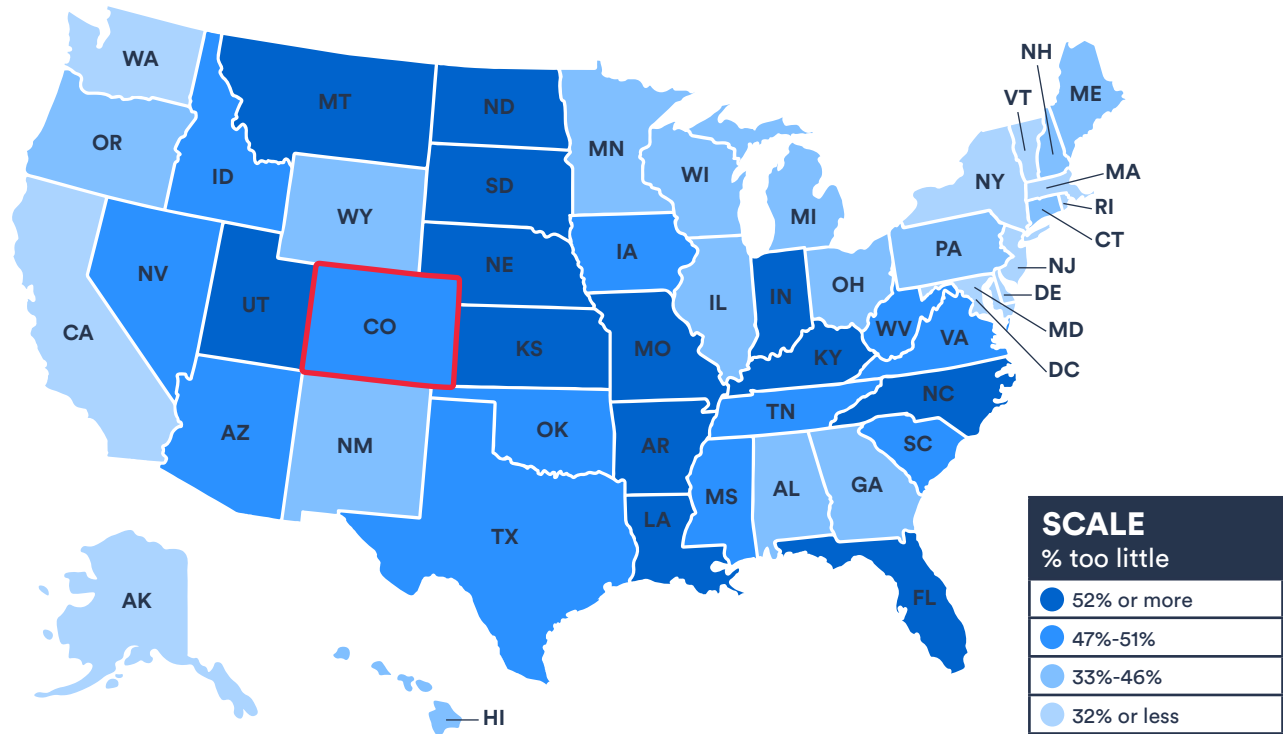 NH
WA
VT
ME
MT
ND
OR
MN
ID
SD
WI
NY
MA
WY
MI
RI
CT
NV
NE
IA
PA
NJ
UT
IN
OH
DE
CA
CO
IL
WV
MD
KS
MO
KY
VA
DC
NC
TN
AZ
NM
OK
AR
SC
MS
AL
GA
LA
TX
AK
FL
HI
SCALE
% too little
52% or more
47%-51%
33%-46%
32% or less